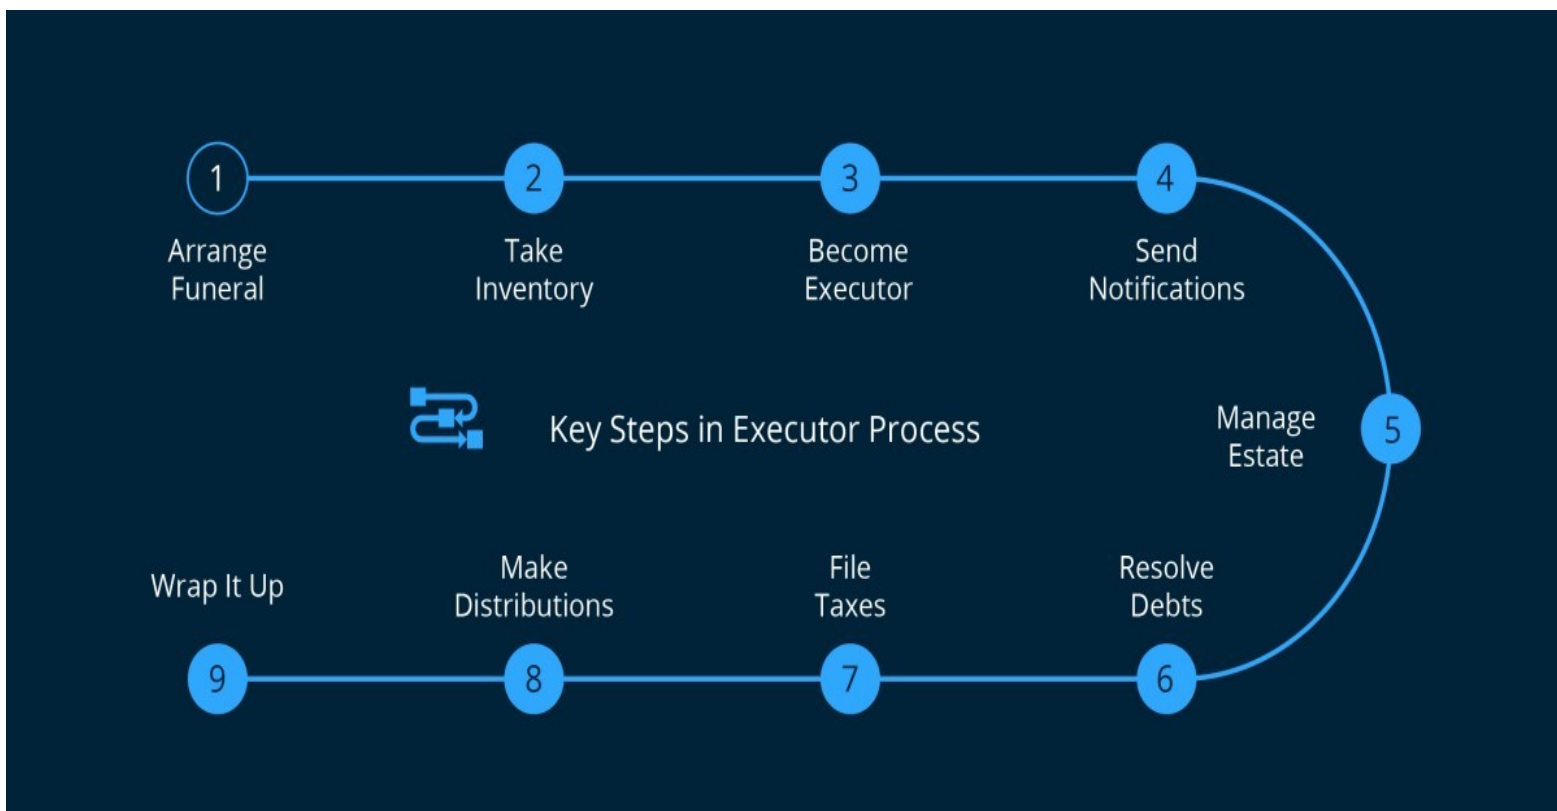 1
Arrange
Funeral
2
Take
Inventory
3
Become
Executor
4
Send
Notifications
Key Steps in Executor Process
Manage
Estate
5
Resolve
Debts
6
File
Taxes
7
Make
Distributions
8
Wrap It Up
9